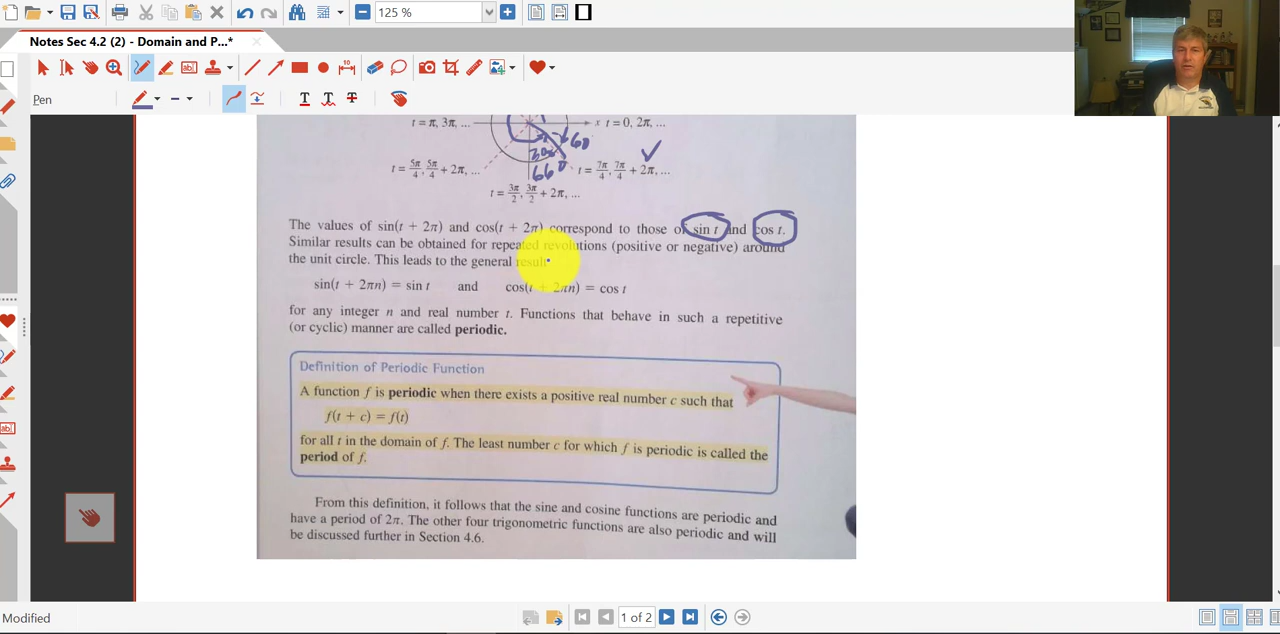 125 %
Notes Sec 4.2 (2) - Domain and P...*
Pen
t = π, 3π, ...
x t = 0, 2π, ...
60
30
660
t = 5π/4, 5π/4 + 2π, ...
t = 7π/4, 7π/4 + 2π, ...
t = 3π/2, 3π/2 + 2π, ...
The values of sin(t + 2π) and cos(t + 2π) correspond to those of sin t and cos t.
Similar results can be obtained for repeated revolutions (positive or negative) around
the unit circle. This leads to the general result
sin(t + 2πn) = sin t and cos(t + 2πn) = cos t
for any integer n and real number t. Functions that behave in such a repetitive
(or cyclic) manner are called periodic.
Definition of Periodic Function
A function f is periodic when there exists a positive real number c such that
f(t + c) = f(t)
for all t in the domain of f. The least number c for which f is periodic is called the
period of f.
From this definition, it follows that the sine and cosine functions are periodic and
have a period of 2π. The other four trigonometric functions are also periodic and will
be discussed further in Section 4.6.
Modified
1 of 2